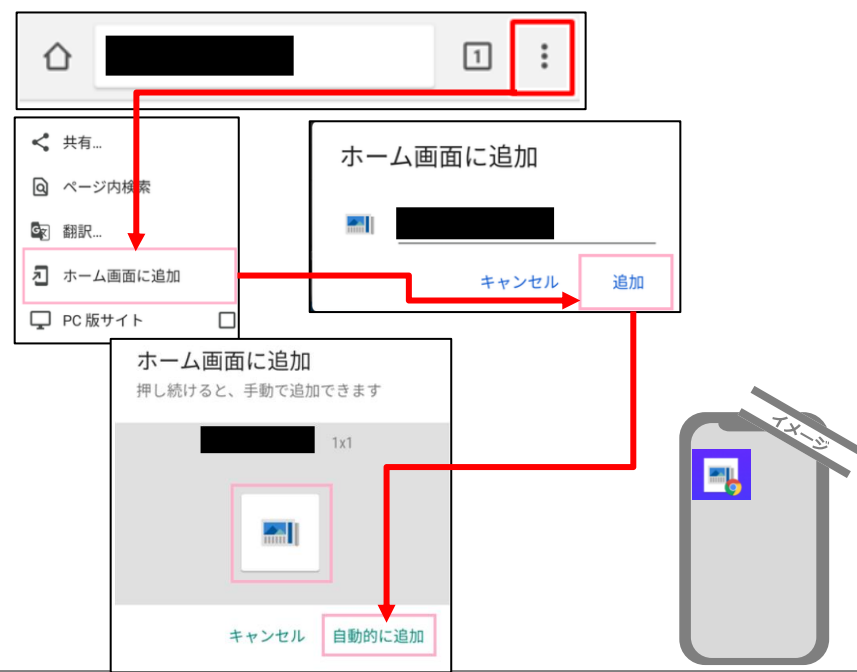 1
共有...
ページ内検索
翻訳...
ホーム画面に追加
PC 版サイト
ホーム画面に追加
キャンセル
追加
ホーム画面に追加
押し続けると、手動で追加できます
1x1
キャンセル
自動的に追加
イメージ